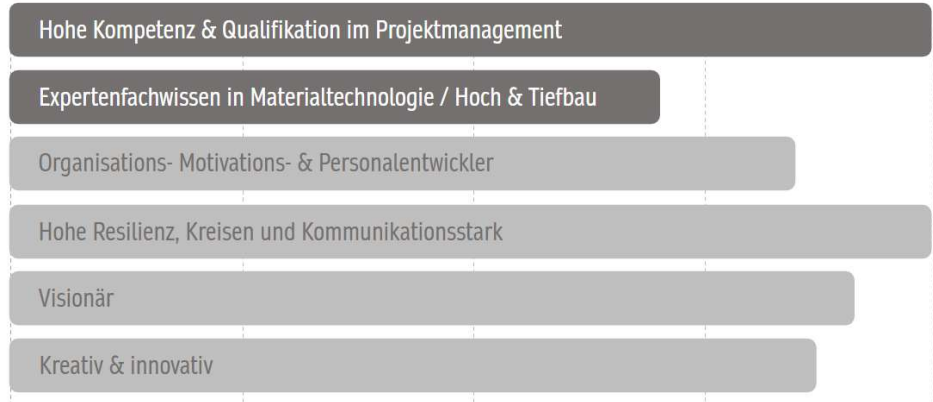 Hohe Kompetenz & Qualifikation im Projektmanagement
Expertenfachwissen in Materialtechnologie / Hoch & Tiefbau
Organisations- Motivations- & Personalentwickler
Hohe Resilienz, Kreisen und Kommunikationsstark
Visionär
Kreativ & innovativ